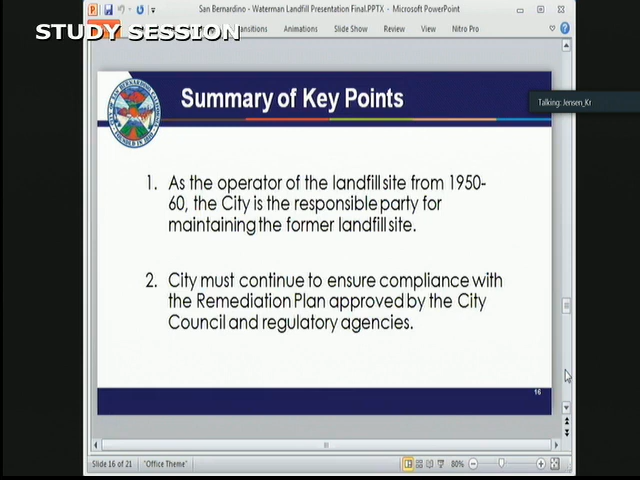 San Bernardino - Waterman Landfill Presentation Final.PPTX - Microsoft PowerPoint
STUDY SESSION
Animations Slide Show Review View Nitro Pro
Talking: Jensen_Kr
Summary of Key Points
1. As the operator of the landfill site from 1950-
60, the City is the responsible party for
maintaining the former landfill site.
2. City must continue to ensure compliance with
the Remediation Plan approved by the City
Council and regulatory agencies.
16
Slide 16 of 21 "Office Theme" 80%